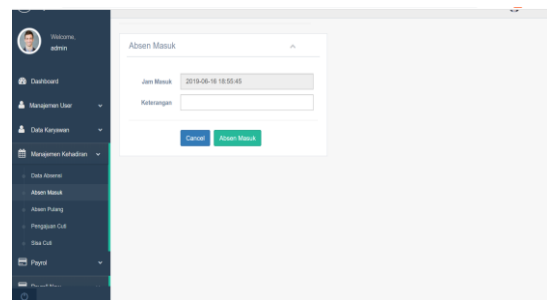 Welcome,
admin
Dashboard
Manajemen User
Data Karyawan
Manajemen Kehadiran
Data Absensi
Absen Masuk
Absen Pulang
Pengajuan Cuti
Sisa Cuti
Payrol
Absen Masuk
Jam Masuk 2019-06-16 18:55:45
Keterangan
Cancel Absen Masuk